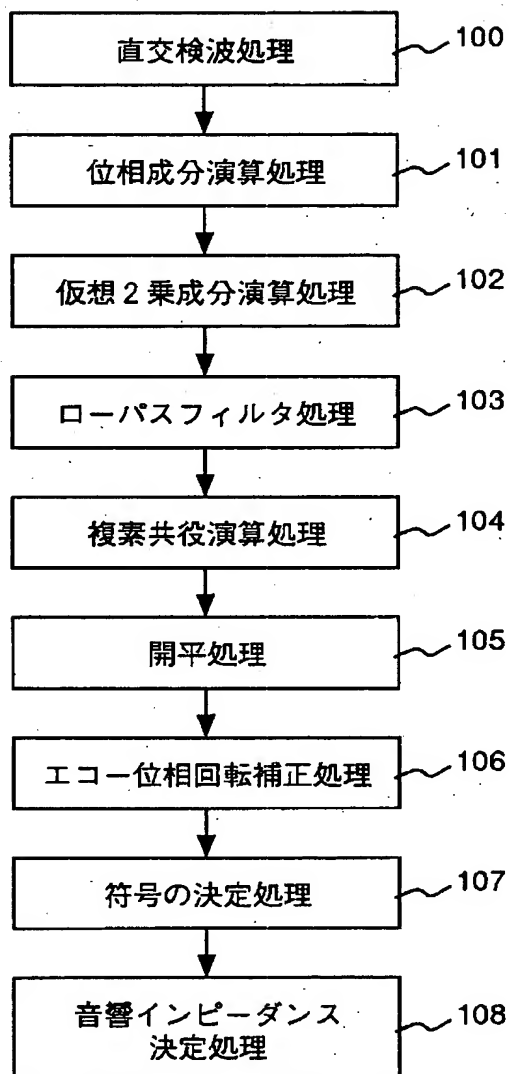 直交検波処理 100
位相成分演算処理 101
仮想2乗成分演算処理 102
ローパスフィルタ処理 103
複素共役演算処理 104
開平処理 105
エコー位相回転補正処理 106
符号の決定処理 107
音響インピーダンス
決定処理 108